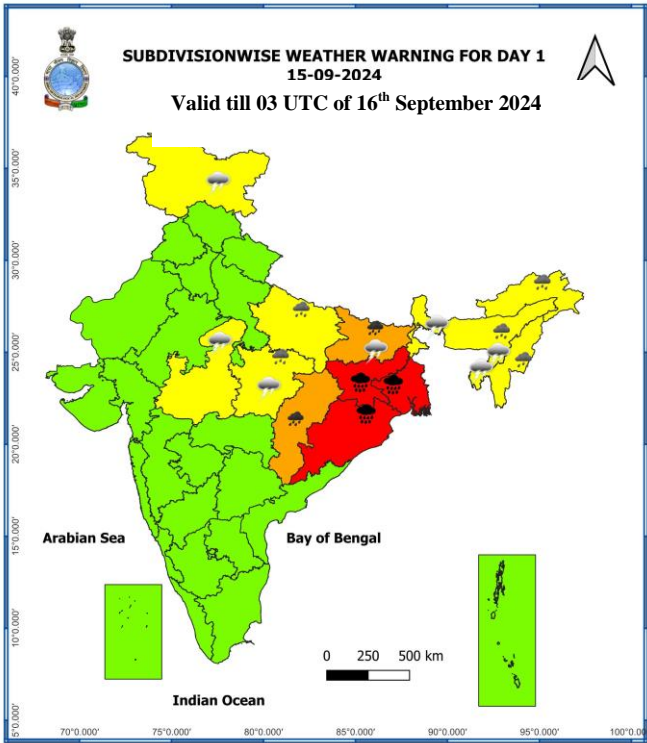 SUBDIVISIONWISE WEATHER WARNING FOR DAY 1
15-09-2024
Valid till 03 UTC of 16th September 2024
40°0.000'
35°0.000'
30°0.000'
25°0.000'
20°0.000'
15°0.000'
10°0.000'
5°0.000'
Arabian Sea
Bay of Bengal
0 250 500 km
Indian Ocean
70°0.000' 75°0.000' 80°0.000' 85°0.000' 90°0.000' 95°0.000' 100°0.000'